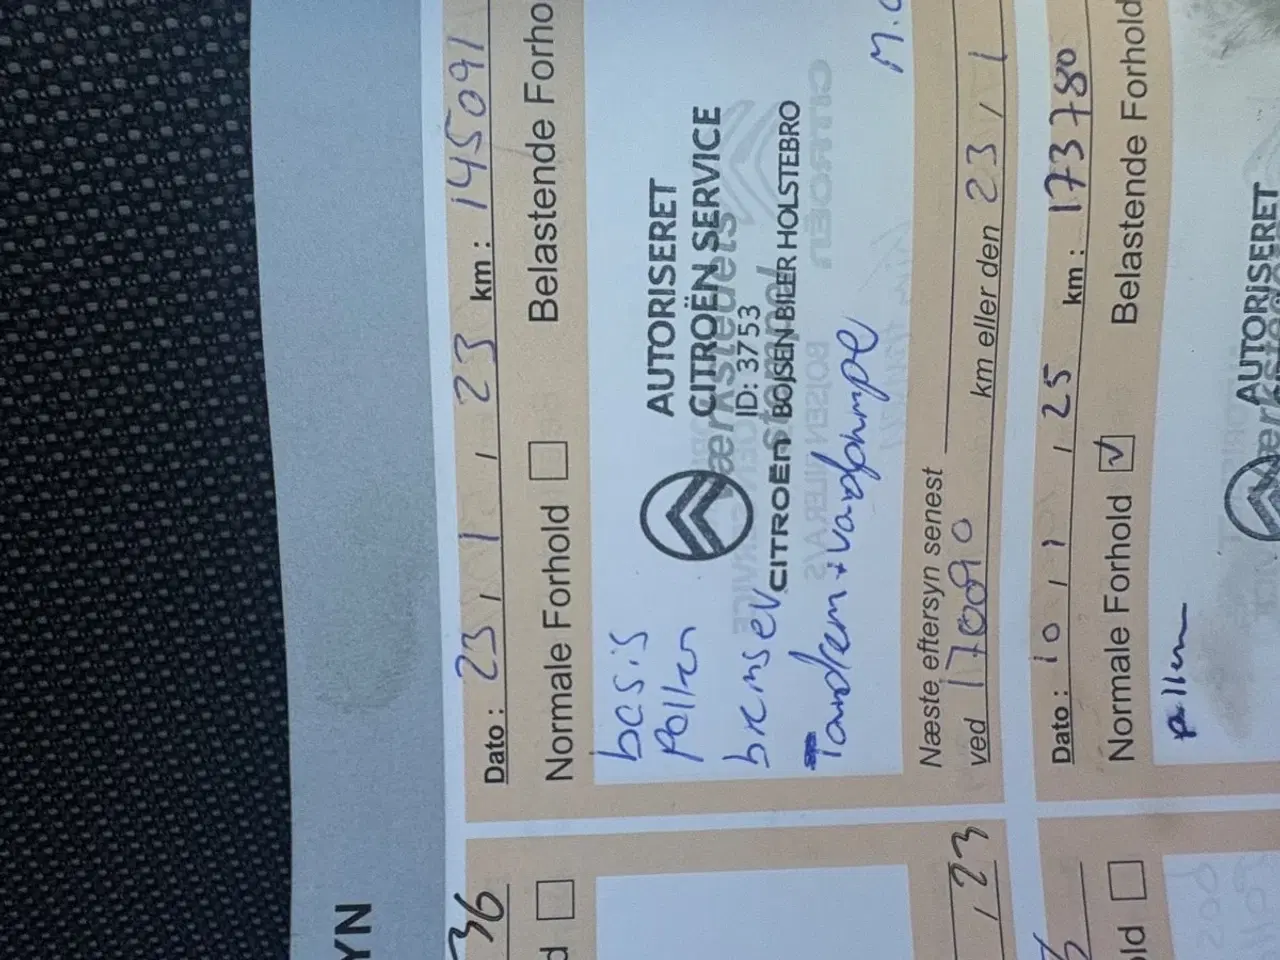 YN
Dato: 23 / 1 / 23 km: 145091
Normale Forhold
Belastende Forho
basis
Pollen
bremsev
Tandrem + vandpumpe
AUTORISERET
CITROËN SERVICE
ID: 3753
CITROËN BOJSEN BILER HOLSTEBRO
Næste eftersyn senest
ved 170090 km eller den 23 / 1
Dato: 10 / 1 / 25 km: 173780
Normale Forhold ✓
Belastende Forhold
pollen
AUTORISERET
36
d
/ 23
old